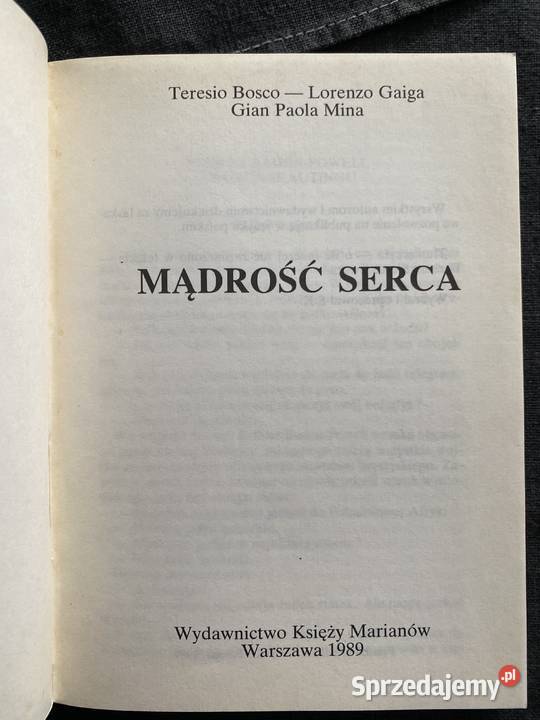 Teresio Bosco — Lorenzo Gaiga
Gian Paola Mina
MĄDROŚĆ SERCA
Wydawnictwo Księży Marianów
Warszawa 1989
Sprzedajemy.pl